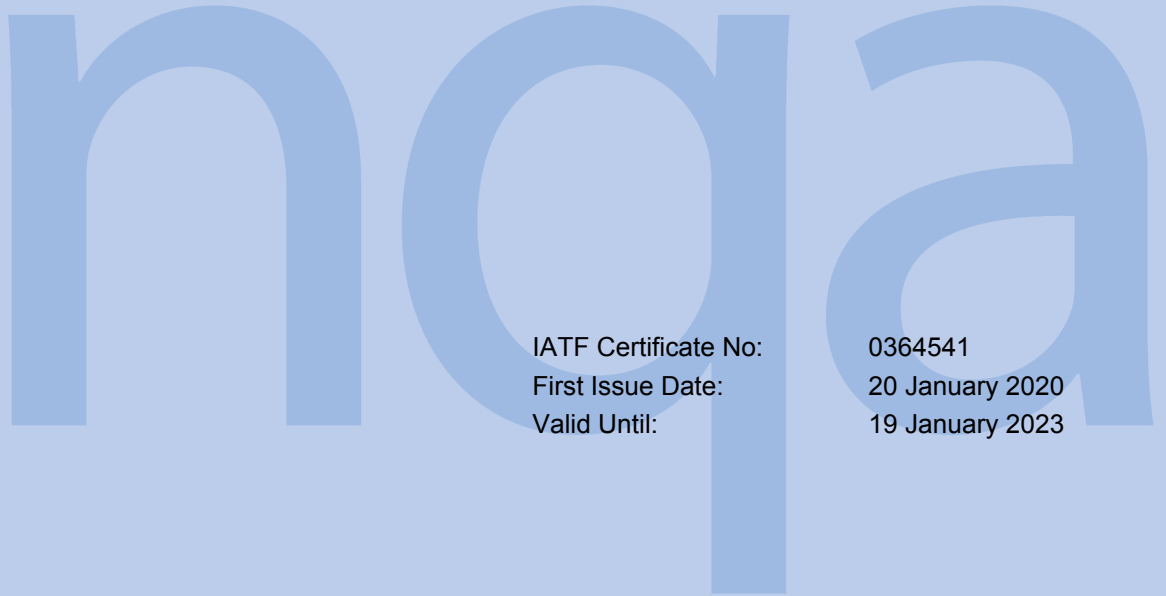 nqa
IATF Certificate No: 0364541
First Issue Date: 20 January 2020
Valid Until: 19 January 2023